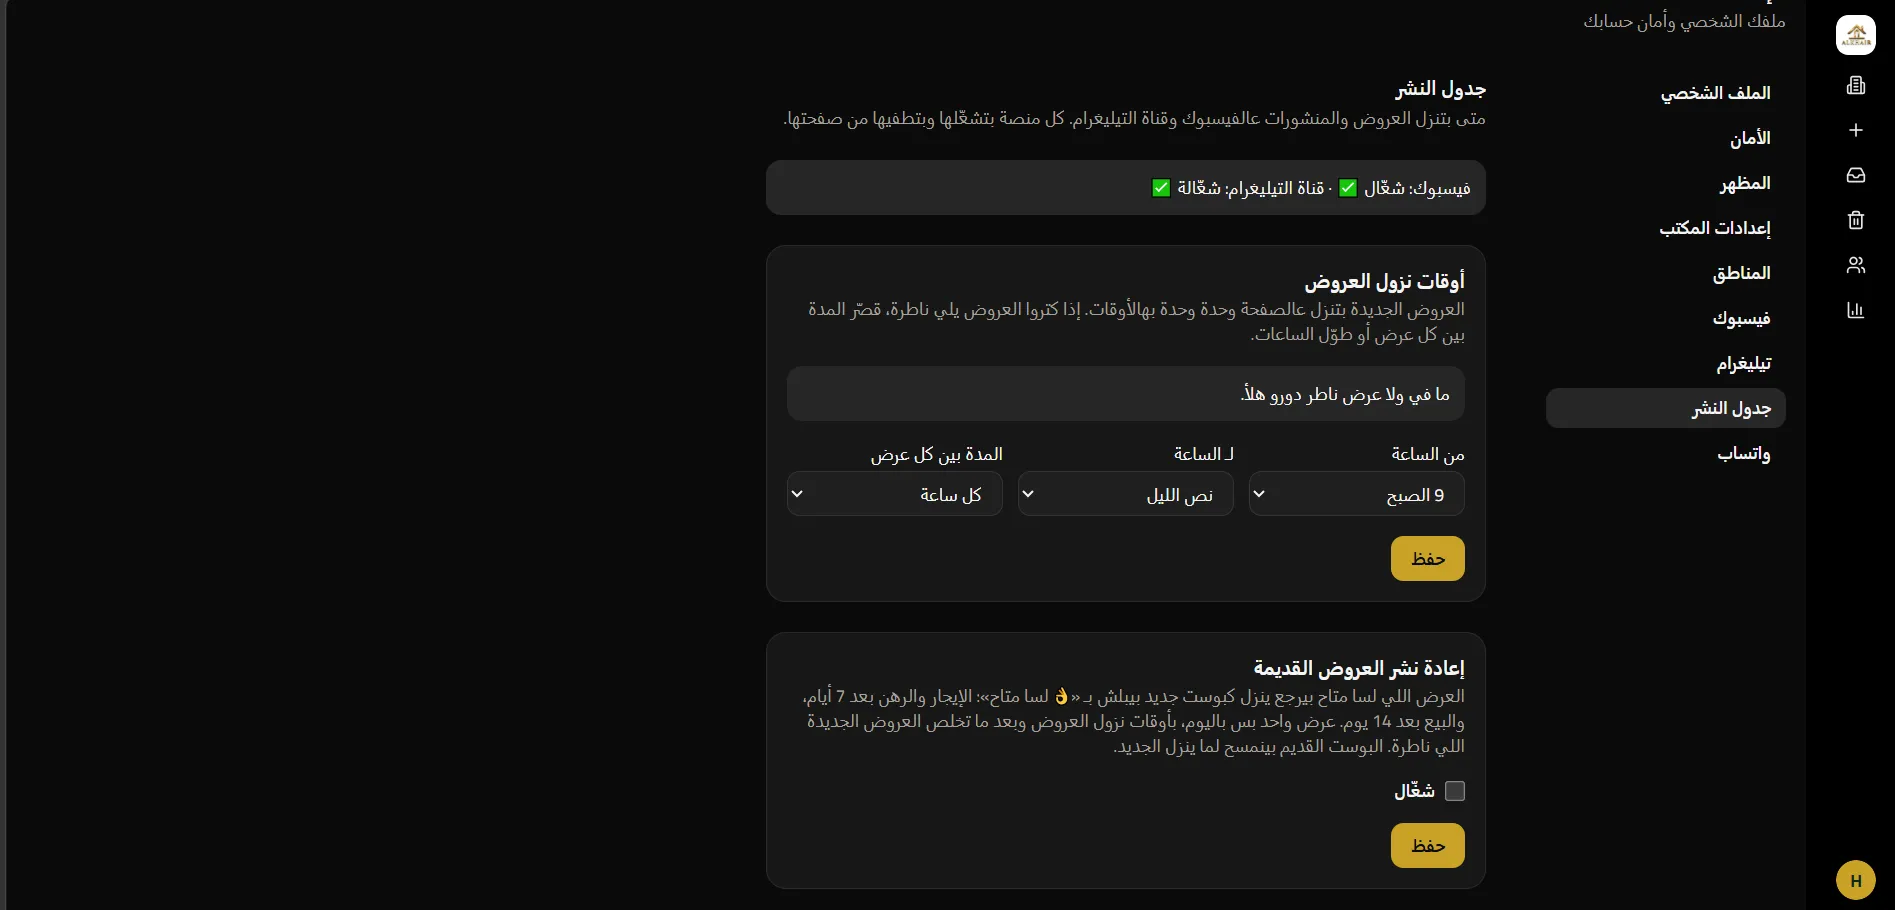 ملفك الشخصي وأمان حسابك
الملف الشخصي
الأمان
المظهر
إعدادات المكتب
المناطق
فيسبوك
تيليغرام
جدول النشر
واتساب
جدول النشر
متى بتنزل العروض والمنشورات عالفيسبوك وقناة التيليغرام. كل منصة بتشغّلها وبتطفيها من صفحتها.
فيسبوك: شغّال ✅ · قناة التيليغرام: شغّالة ✅
أوقات نزول العروض
العروض الجديدة بتنزل عالصفحة وحدة وحدة بهالأوقات. إذا كتروا العروض يلي ناطرة، قصّر المدة
بين كل عرض أو طوّل الساعات.
ما في ولا عرض ناطر دورو هلأ.
من الساعة
لـ الساعة
المدة بين كل عرض
9 الصبح
نص الليل
كل ساعة
حفظ
إعادة نشر العروض القديمة
العرض اللي لسا متاح بيرجع ينزل كبوست جديد بيبلش بـ «👌 لسا متاح»: الإيجار والرهن بعد 7 أيام،
والبيع بعد 14 يوم. عرض واحد بس باليوم، بأوقات نزول العروض وبعد ما تخلص العروض الجديدة
اللي ناطرة. البوست القديم بينمسح لما ينزل الجديد.
شغّال
حفظ
H